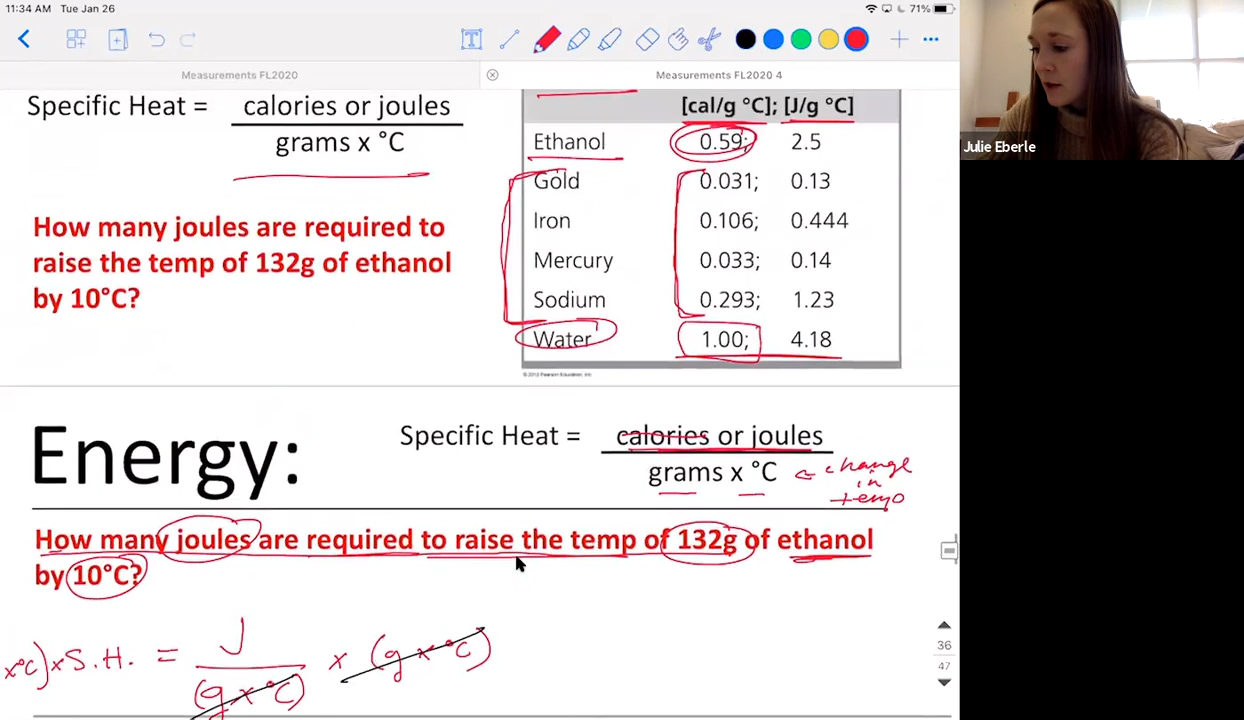 11:34 AM Tue Jan 26
71%
Measurements FL2020
Measurements FL2020 4
Specific Heat = calories or joules
grams x °C
[cal/g °C]; [J/g °C]
Ethanol 0.59; 2.5
Gold 0.031; 0.13
Iron 0.106; 0.444
Mercury 0.033; 0.14
Sodium 0.293; 1.23
Water 1.00; 4.18
© 2013 Pearson Education, Inc.
How many joules are required to
raise the temp of 132g of ethanol
by 10°C?
Energy:
Specific Heat = calories or joules
grams x °C
← change
in
temp
How many joules are required to raise the temp of 132g of ethanol
by 10°C?
x°C) x S.H. = J x (g x °C)
(g x °C)
36
47
Julie Eberle